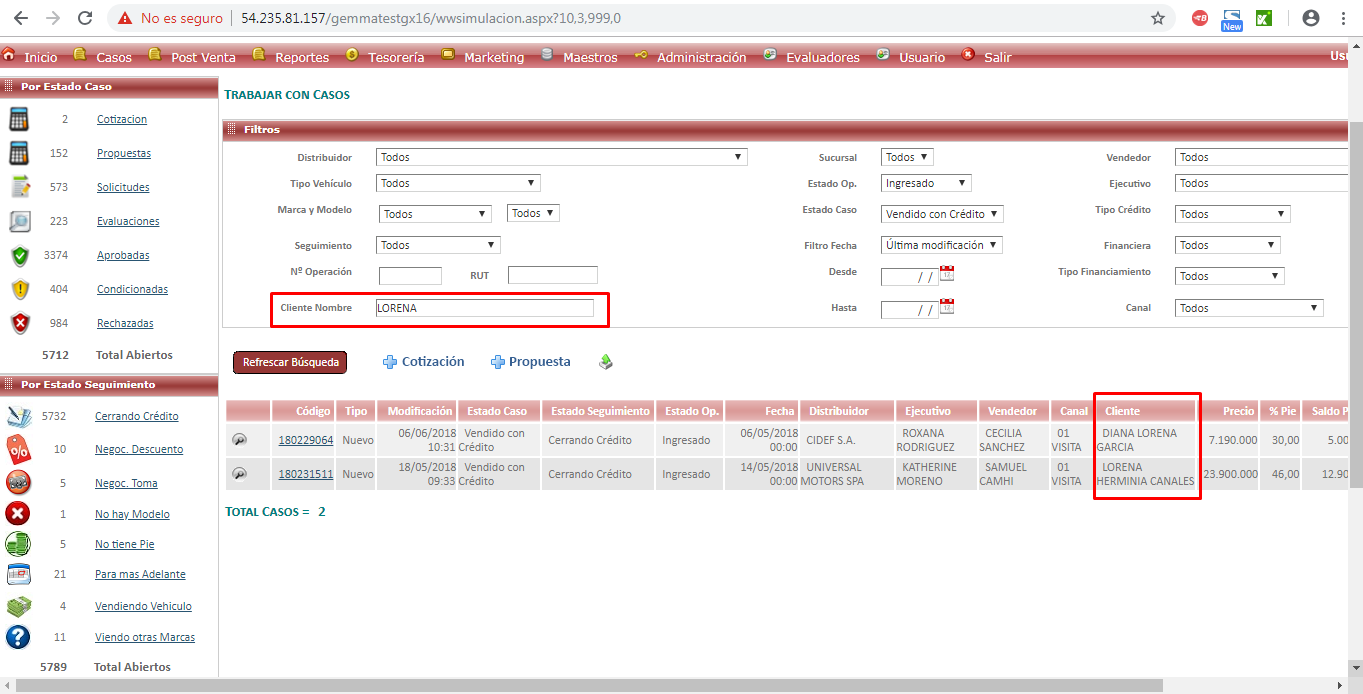 No es seguro | 54.235.81.157/gemmatestgx16/wwsimulacion.aspx?10,3,999,0
New
Inicio Casos Post Venta Reportes Tesorería Marketing Maestros Administración Evaluadores Usuario Salir Us
Por Estado Caso
2 Cotizacion
152 Propuestas
573 Solicitudes
223 Evaluaciones
3374 Aprobadas
404 Condicionadas
984 Rechazadas
5712 Total Abiertos
Por Estado Seguimiento
5732 Cerrando Crédito
10 Negoc. Descuento
5 Negoc. Toma
1 No hay Modelo
5 No tiene Pie
21 Para mas Adelante
4 Vendiendo Vehiculo
11 Viendo otras Marcas
5789 Total Abiertos
TRABAJAR CON CASOS
Filtros
Distribuidor Todos Sucursal Todos Vendedor Todos
Tipo Vehículo Todos Estado Op. Ingresado Ejecutivo Todos
Marca y Modelo Todos Todos Estado Caso Vendido con Crédito Tipo Crédito Todos
Seguimiento Todos Filtro Fecha Última modificación Financiera Todos
Nº Operación RUT Desde / / Tipo Financiamiento Todos
Cliente Nombre LORENA Hasta / / Canal Todos
Refrescar Búsqueda Cotización Propuesta
Código Tipo Modificación Estado Caso Estado Seguimiento Estado Op. Fecha Distribuidor Ejecutivo Vendedor Canal Cliente Precio % Pie Saldo P
180229064 Nuevo 06/06/2018 10:31 Vendido con Crédito Cerrando Crédito Ingresado 06/05/2018 00:00 CIDEF S.A. ROXANA RODRIGUEZ CECILIA SANCHEZ 01 VISITA DIANA LORENA GARCIA 7.190.000 30,00 5.00
180231511 Nuevo 18/05/2018 09:33 Vendido con Crédito Cerrando Crédito Ingresado 14/05/2018 00:00 UNIVERSAL MOTORS SPA KATHERINE MORENO SAMUEL CAMHI 01 VISITA LORENA HERMINIA CANALES 23.900.000 46,00 12.90
TOTAL CASOS = 2